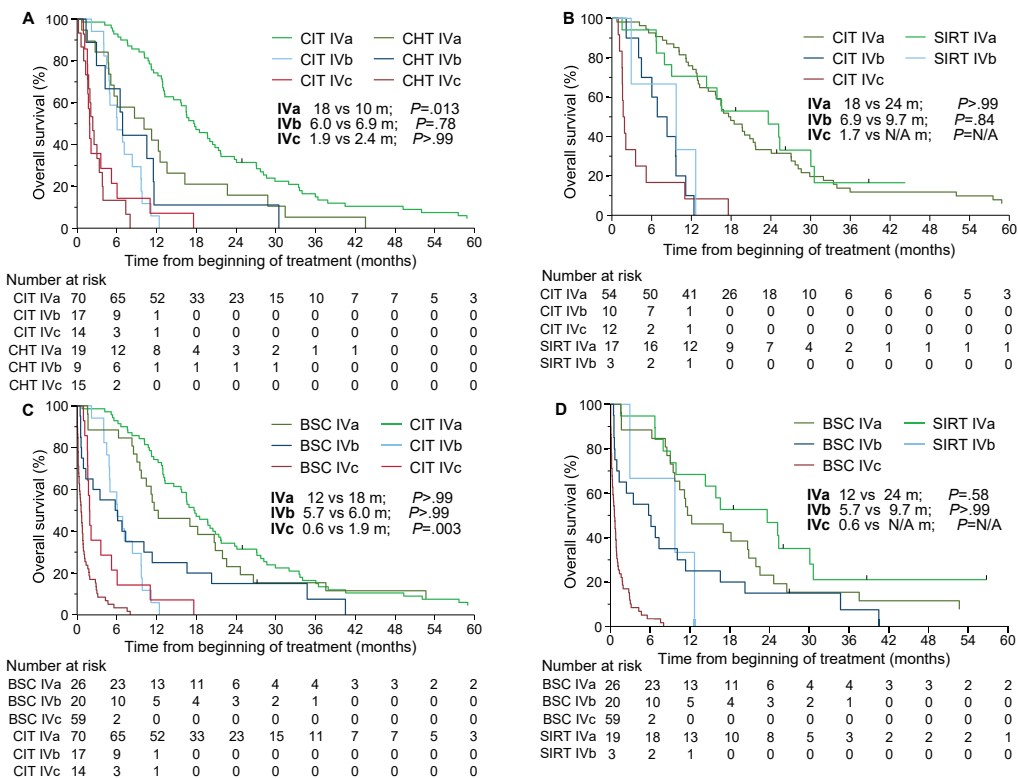 A
100
80
60
40
20
0
Overall survival (%)
CIT IVa CHT IVa
CIT IVb CHT IVb
CIT IVc CHT IVc
IVa 18 vs 10 m; P=.013
IVb 6.0 vs 6.9 m; P=.78
IVc 1.9 vs 2.4 m; P>.99
0 6 12 18 24 30 36 42 48 54 60
Time from beginning of treatment (months)
Number at risk
CIT IVa 70 65 52 33 23 15 10 7 7 5 3
CIT IVb 17 9 1 0 0 0 0 0 0 0 0
CIT IVc 14 3 1 0 0 0 0 0 0 0 0
CHT IVa 19 12 8 4 3 2 1 1 0 0 0
CHT IVb 9 6 1 1 1 1 0 0 0 0 0
CHT IVc 15 2 0 0 0 0 0 0 0 0 0
B
100
80
60
40
20
0
Overall survival (%)
CIT IVa SIRT IVa
CIT IVb SIRT IVb
CIT IVc
IVa 18 vs 24 m; P>.99
IVb 6.9 vs 9.7 m; P=.84
IVc 1.7 vs N/A m; P=N/A
0 6 12 18 24 30 36 42 48 54 60
Time from beginning of treatment (months)
Number at risk
CIT IVa 54 50 41 26 18 10 6 6 6 5 3
CIT IVb 10 7 1 0 0 0 0 0 0 0 0
CIT IVc 12 2 1 0 0 0 0 0 0 0 0
SIRT IVa 17 16 12 9 7 4 2 1 1 1 1
SIRT IVb 3 2 1 0 0 0 0 0 0 0 0
C
100
80
60
40
20
0
Overall survival (%)
BSC IVa CIT IVa
BSC IVb CIT IVb
BSC IVc CIT IVc
IVa 12 vs 18 m; P>.99
IVb 5.7 vs 6.0 m; P>.99
IVc 0.6 vs 1.9 m; P=.003
0 6 12 18 24 30 36 42 48 54 60
Time from beginning of treatment (months)
Number at risk
BSC IVa 26 23 13 11 6 4 4 3 3 2 2
BSC IVb 20 10 5 4 3 2 1 0 0 0 0
BSC IVc 59 2 0 0 0 0 0 0 0 0 0
CIT IVa 70 65 52 33 23 15 11 7 7 5 3
CIT IVb 17 9 1 0 0 0 0 0 0 0 0
CIT IVc 14 3 1 0 0 0 0 0 0 0 0
D
100
80
60
40
20
0
Overall survival (%)
BSC IVa SIRT IVa
BSC IVb SIRT IVb
BSC IVc
IVa 12 vs 24 m; P=.58
IVb 5.7 vs 9.7 m; P>.99
IVc 0.6 vs N/A m; P=N/A
0 6 12 18 24 30 36 42 48 54 60
Time from beginning of treatment (months)
Number at risk
BSC IVa 26 23 13 11 6 4 4 3 3 2 2
BSC IVb 20 10 5 4 3 2 1 0 0 0 0
BSC IVc 59 2 0 0 0 0 0 0 0 0 0
SIRT IVa 19 18 13 10 8 5 3 2 2 2 1
SIRT IVb 3 2 1 0 0 0 0 0 0 0 0